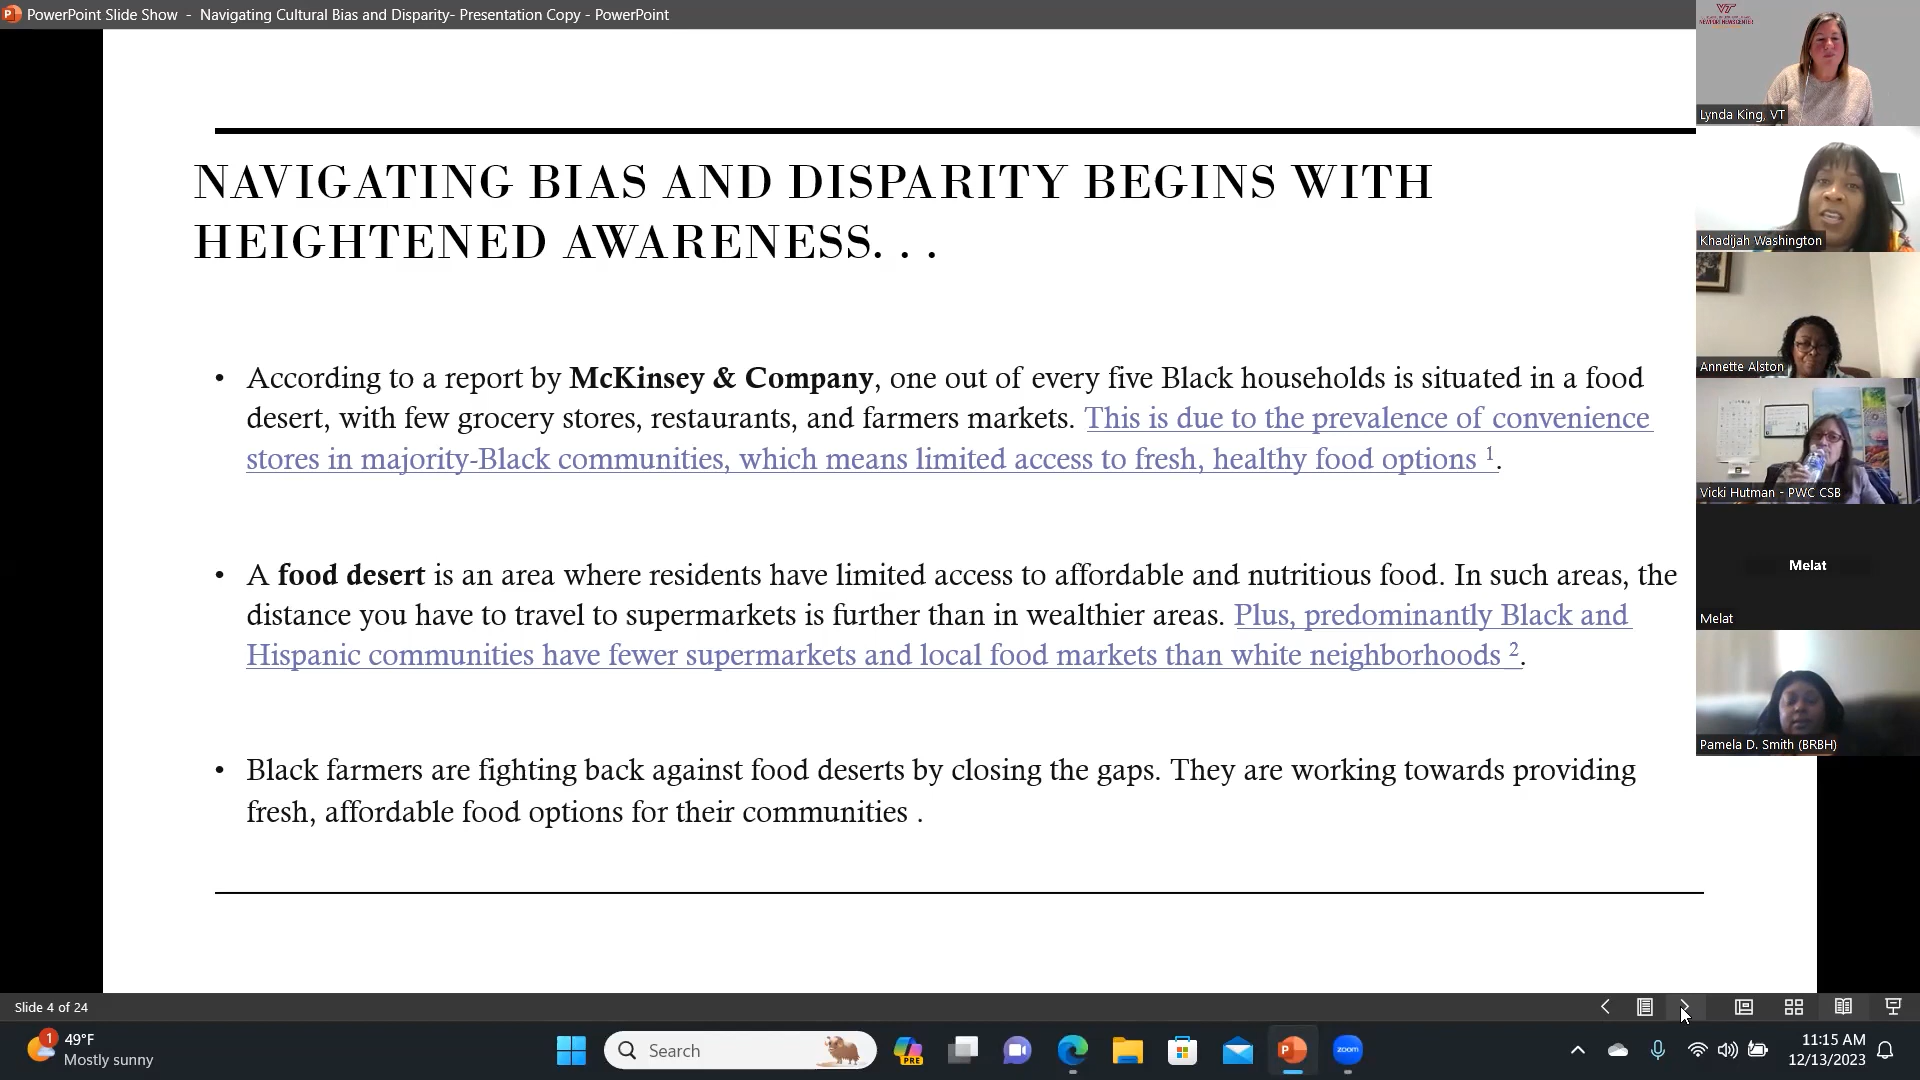 PowerPoint Slide Show - Navigating Cultural Bias and Disparity- Presentation Copy - PowerPoint
VT
Lynda King, VT
Khadijah Washington
Annette Alston
Vicki Hutman - PWC CSB
Melat
Melat
Pamela D. Smith (BRBH)
NAVIGATING BIAS AND DISPARITY BEGINS WITH
HEIGHTENED AWARENESS. . .
• According to a report by McKinsey & Company, one out of every five Black households is situated in a food
desert, with few grocery stores, restaurants, and farmers markets. This is due to the prevalence of convenience
stores in majority-Black communities, which means limited access to fresh, healthy food options 1.
• A food desert is an area where residents have limited access to affordable and nutritious food. In such areas, the
distance you have to travel to supermarkets is further than in wealthier areas. Plus, predominantly Black and
Hispanic communities have fewer supermarkets and local food markets than white neighborhoods 2.
• Black farmers are fighting back against food deserts by closing the gaps. They are working towards providing
fresh, affordable food options for their communities .
Slide 4 of 24
1
49°F
Mostly sunny
Search
PRE
zoom
11:15 AM
12/13/2023